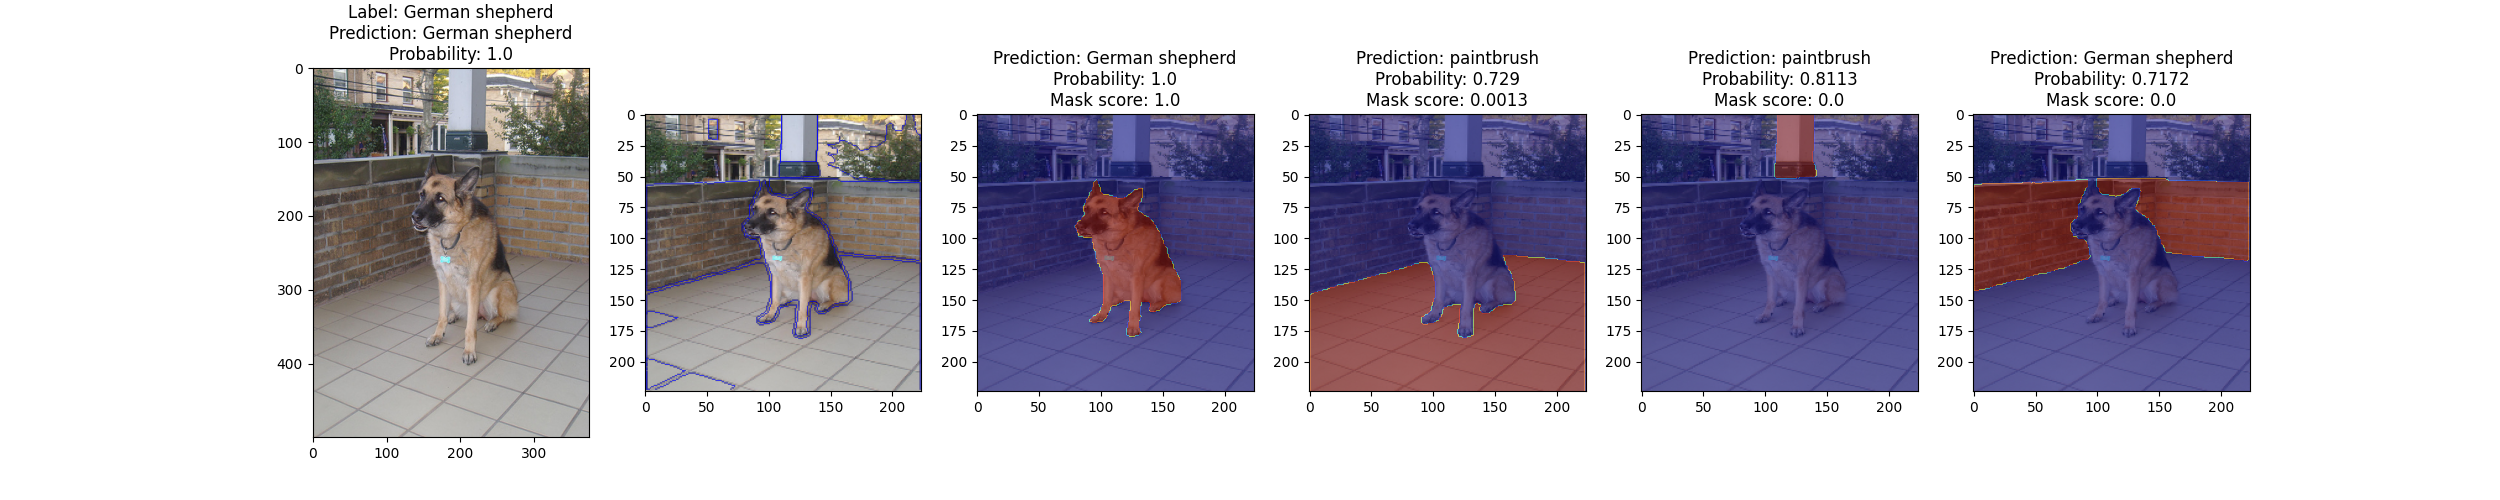 Label: German shepherd
Prediction: German shepherd
Probability: 1.0
0
100
200
300
400
0 100 200 300
0
25
50
75
100
125
150
175
200
0 50 100 150 200
Prediction: German shepherd
Probability: 1.0
Mask score: 1.0
0
25
50
75
100
125
150
175
200
0 50 100 150 200
Prediction: paintbrush
Probability: 0.729
Mask score: 0.0013
0
25
50
75
100
125
150
175
200
0 50 100 150 200
Prediction: paintbrush
Probability: 0.8113
Mask score: 0.0
0
25
50
75
100
125
150
175
200
0 50 100 150 200
Prediction: German shepherd
Probability: 0.7172
Mask score: 0.0
0
25
50
75
100
125
150
175
200
0 50 100 150 200